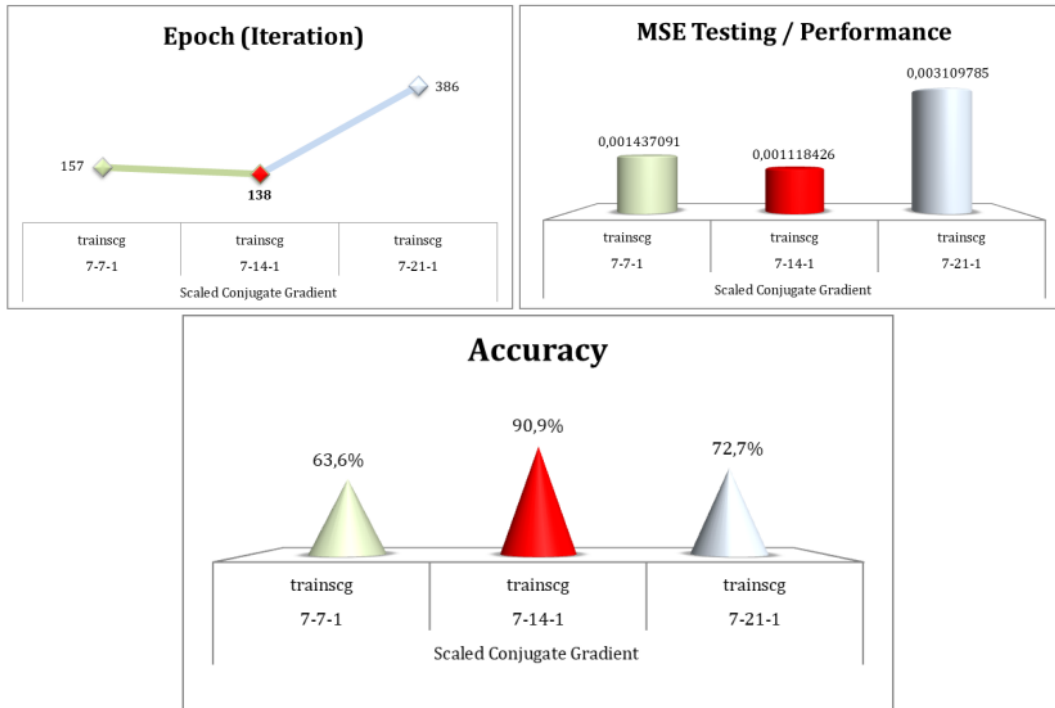 Epoch (Iteration)
157
138
386
trainscg trainscg trainscg
7-7-1 7-14-1 7-21-1
Scaled Conjugate Gradient
MSE Testing / Performance
0,001437091
0,001118426
0,003109785
trainscg trainscg trainscg
7-7-1 7-14-1 7-21-1
Scaled Conjugate Gradient
Accuracy
63,6%
90,9%
72,7%
trainscg trainscg trainscg
7-7-1 7-14-1 7-21-1
Scaled Conjugate Gradient